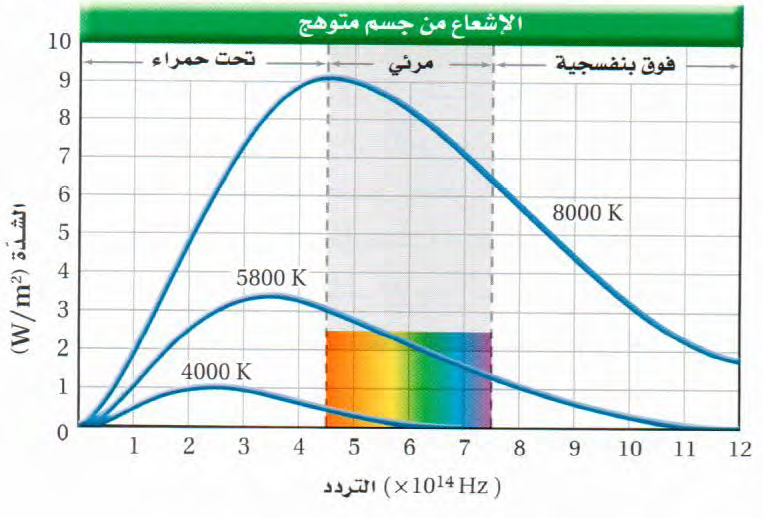 الإشعاع من جسم متوهج
تحت حمراء
مرئي
فوق بنفسجية
10
9
8
7
6
5
4
3
2
1
0
الشدّة (W/m²)
8000 K
5800 K
4000 K
1 2 3 4 5 6 7 8 9 10 11 12
التردد (×10¹⁴ Hz)